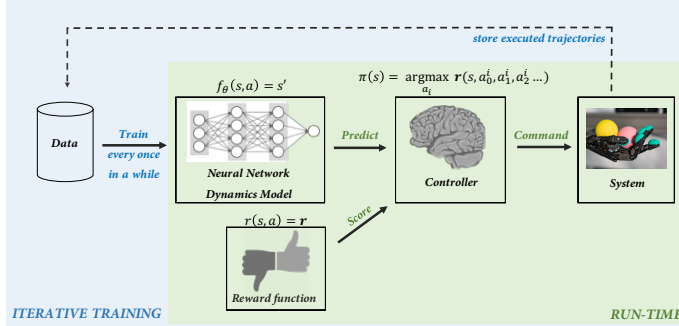 store executed trajectories
f_θ(s,a) = s′
π(s) = argmax r(s, a_0^i, a_1^i, a_2^i …)
a_i
Data
Train
every once
in a while
Neural Network
Dynamics Model
Predict
Controller
Command
System
r(s,a) = r
Score
Reward function
ITERATIVE TRAINING
RUN-TIME